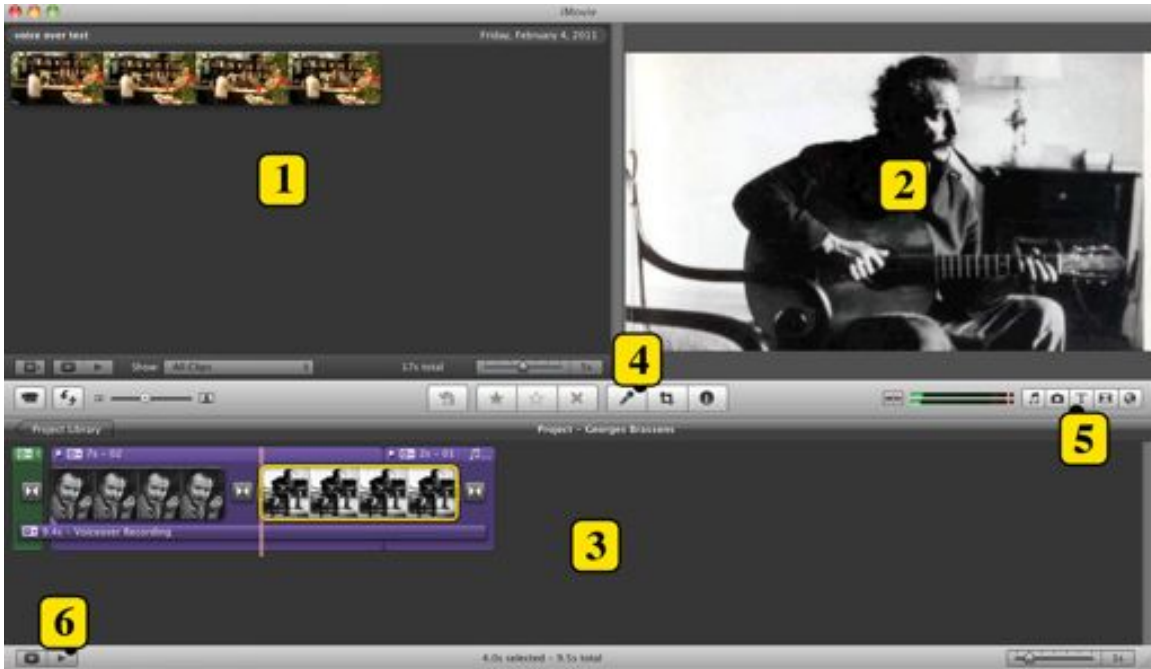 iMovie
voice over test Friday, February 4, 2011
1
2
Show: All Clips 17s total 5s
4
Project Library Project - Georges Brassens
5
7s - 02 2s - 01
9.4s - Voiceover Recording
3
6
4.0s selected - 9.5s total 3s